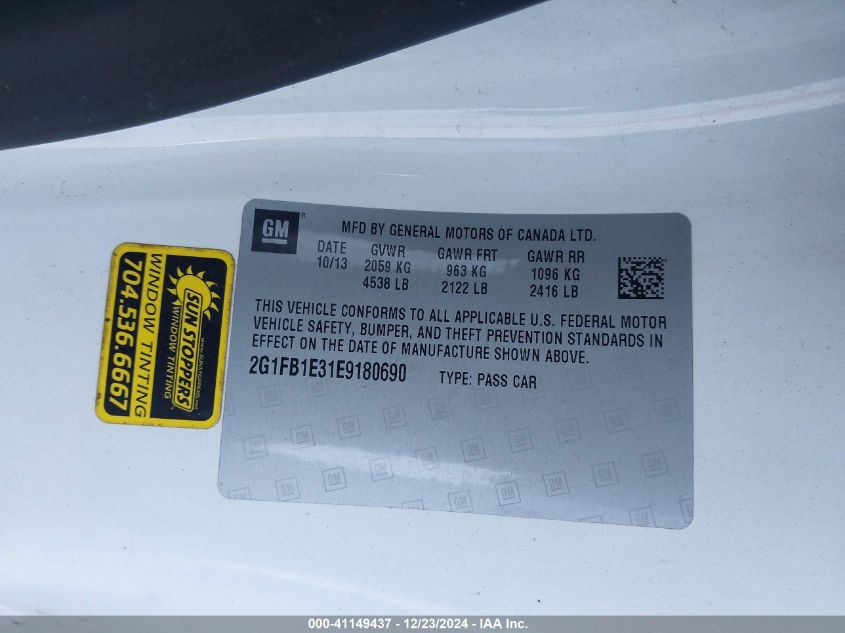 GM ®
MFD BY GENERAL MOTORS OF CANADA LTD.
DATE GVWR GAWR FRT GAWR RR
10/13 2059 KG 963 KG 1096 KG
4538 LB 2122 LB 2416 LB
THIS VEHICLE CONFORMS TO ALL APPLICABLE U.S. FEDERAL MOTOR
VEHICLE SAFETY, BUMPER, AND THEFT PREVENTION STANDARDS IN
EFFECT ON THE DATE OF MANUFACTURE SHOWN ABOVE.
2G1FB1E31E9180690 TYPE: PASS CAR
SUN STOPPERS
WINDOW TINTING
www.sunstoppers.net
WINDOW TINTING
704.536.6667
000-41149437 - 12/23/2024 - IAA Inc.